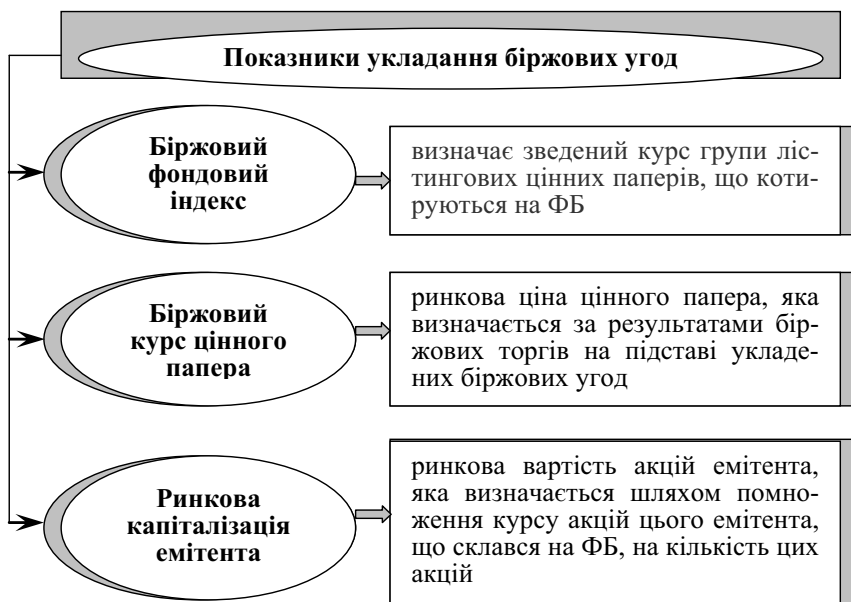 Показники укладання біржових угод
Біржовий
фондовий
індекс
визначає зведений курс групи ліс-
тингових цінних паперів, що коти-
руються на ФБ
Біржовий
курс цінного
папера
ринкова ціна цінного папера, яка
визначається за результатами бір-
жових торгів на підставі укладе-
них біржових угод
Ринкова
капіталізація
емітента
ринкова вартість акцій емітента,
яка визначається шляхом помно-
ження курсу акцій цього емітента,
що склався на ФБ, на кількість цих
акцій